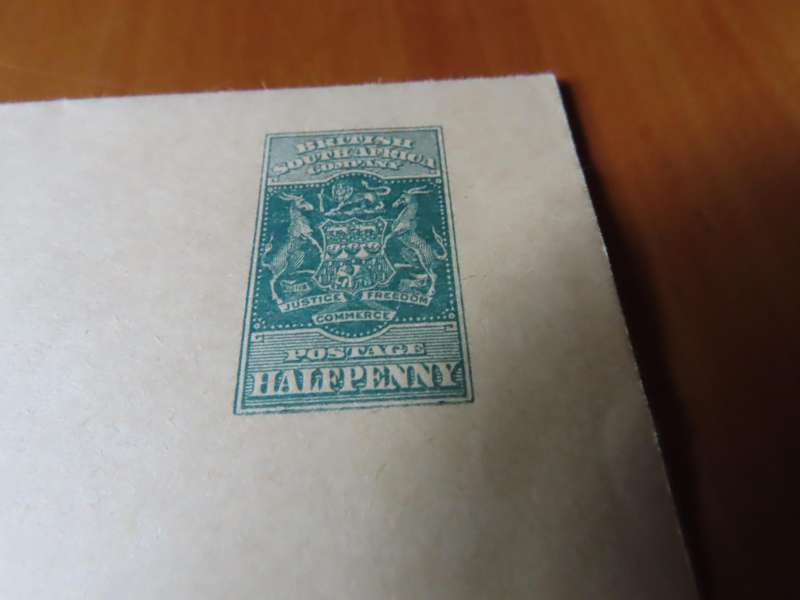 BRITISH
SOUTH AFRICA
COMPANY
JUSTICE FREEDOM
COMMERCE
POSTAGE
HALFPENNY